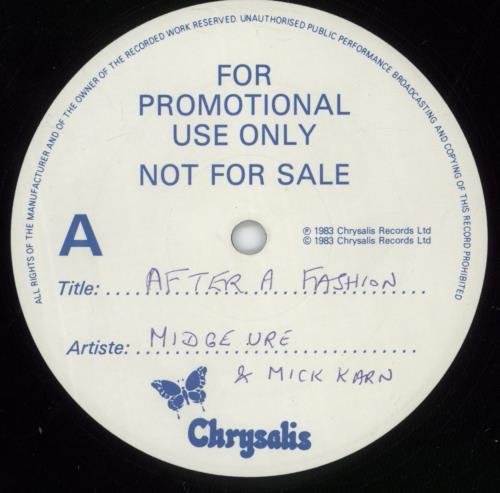 ALL RIGHTS OF THE MANUFACTURER AND OF THE OWNER OF THE RECORDED WORK RESERVED. UNAUTHORISED PUBLIC PERFORMANCE BROADCASTING AND COPYING OF THIS RECORD PROHIBITED
FOR
PROMOTIONAL
USE ONLY
NOT FOR SALE
A
℗ 1983 Chrysalis Records Ltd
© 1983 Chrysalis Records Ltd
Title: AFTER A FASHION
Artiste: MIDGE URE
& MICK KARN
Chrysalis